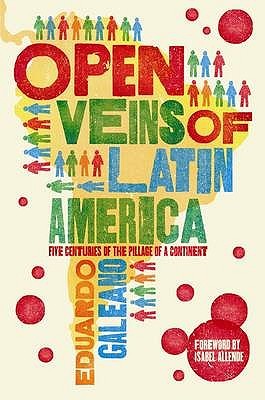 OPEN
VEINS OF
LATIN
AMERICA
FIVE CENTURIES OF THE PILLAGE OF A CONTINENT
EDUARDO
GALEANO
FOREWORD BY
ISABEL ALLENDE